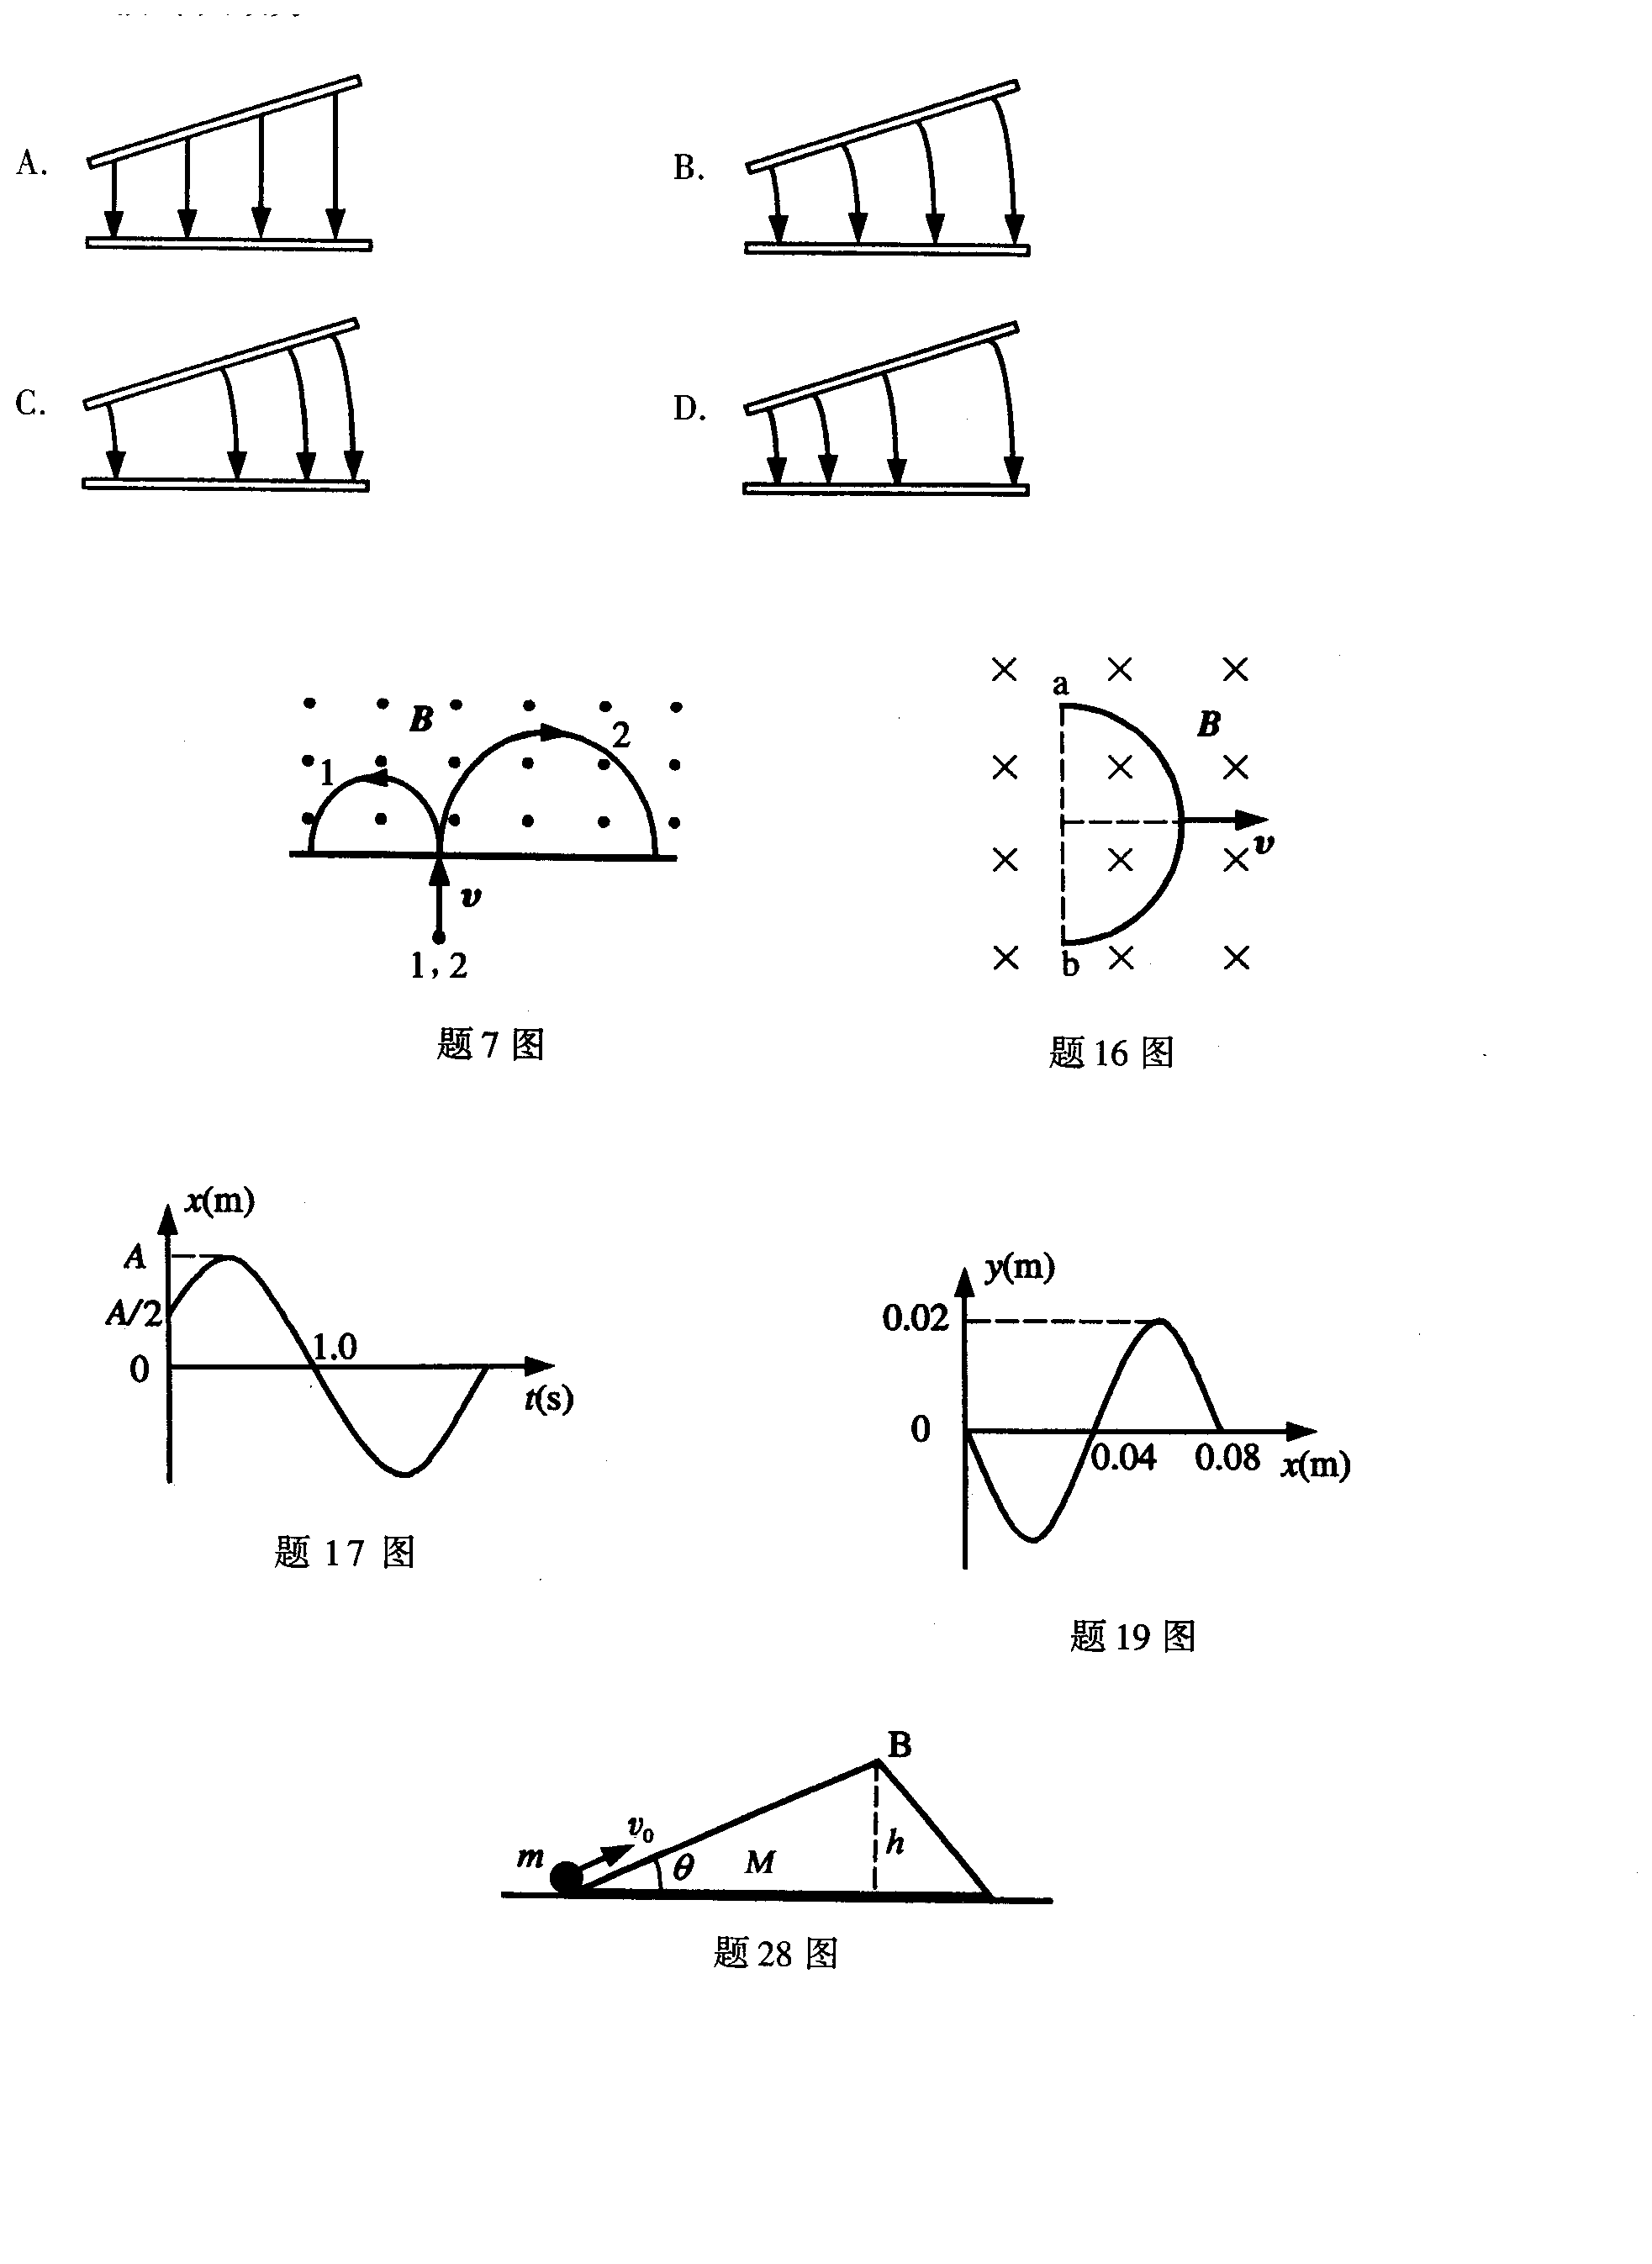 A.
B.
C.
D.
B
1
2
v
1, 2
题 7 图
a
B
v
b
题 16 图
x(m)
A
A/2
1.0
0
t(s)
题 17 图
y(m)
0.02
0
0.04
0.08
x(m)
题 19 图
B
v₀
m
θ
M
h
题 28 图